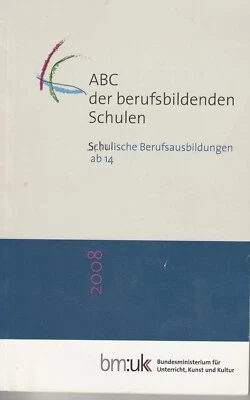 ABC
der berufsbildenden
Schulen
Schulische Berufsausbildungen
ab 14
2008
bm:uk
Bundesministerium für
Unterricht, Kunst und Kultur